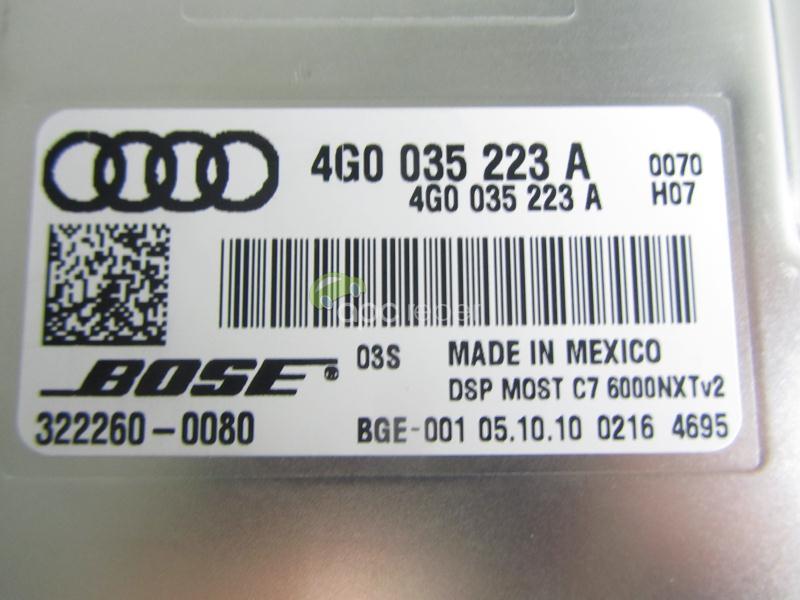 4G0 035 223 A 0070
4G0 035 223 A H07
BOSE® 03S MADE IN MEXICO
DSP MOST C7 6000NXTv2
322260-0080 BGE-001 05.10.10 0216 4695